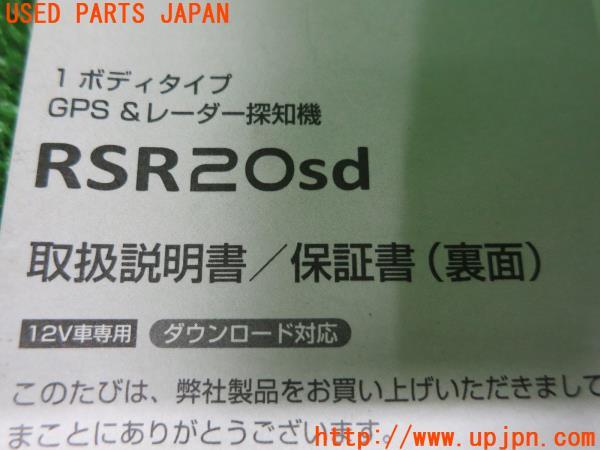 USED PARTS JAPAN
1 ボディタイプ
GPS &レーダー探知機
RSR20sd
取扱説明書／保証書（裏面）
12V車専用 ダウンロード対応
このたびは、弊社製品をお買い上げいただきまして
まことにありがとうございます。
http://www.upjpn.com